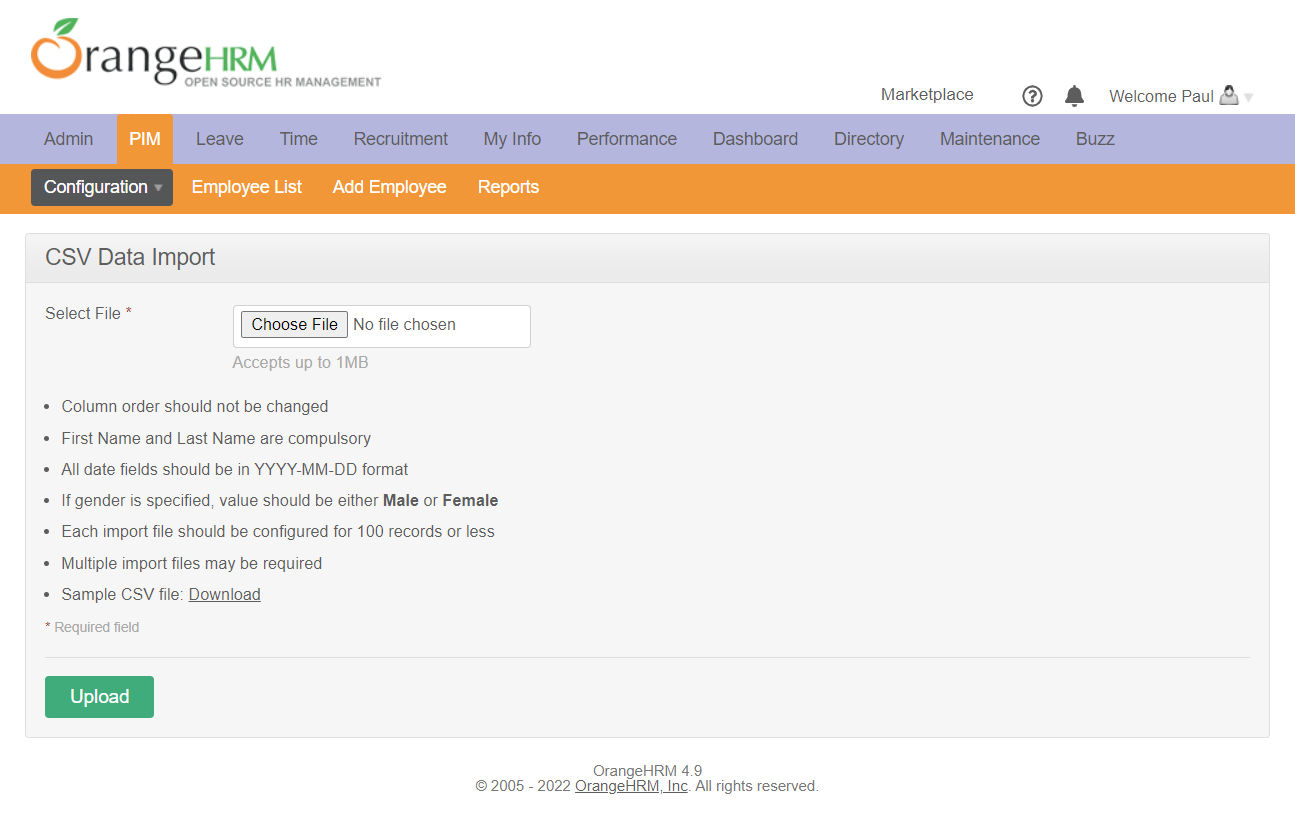 OrangeHRM
OPEN SOURCE HR MANAGEMENT
Marketplace Welcome Paul
Admin PIM Leave Time Recruitment My Info Performance Dashboard Directory Maintenance Buzz
Configuration Employee List Add Employee Reports
CSV Data Import
Select File * Choose File No file chosen
Accepts up to 1MB
• Column order should not be changed
• First Name and Last Name are compulsory
• All date fields should be in YYYY-MM-DD format
• If gender is specified, value should be either Male or Female
• Each import file should be configured for 100 records or less
• Multiple import files may be required
• Sample CSV file: Download
* Required field
Upload
OrangeHRM 4.9
© 2005 - 2022 OrangeHRM, Inc. All rights reserved.